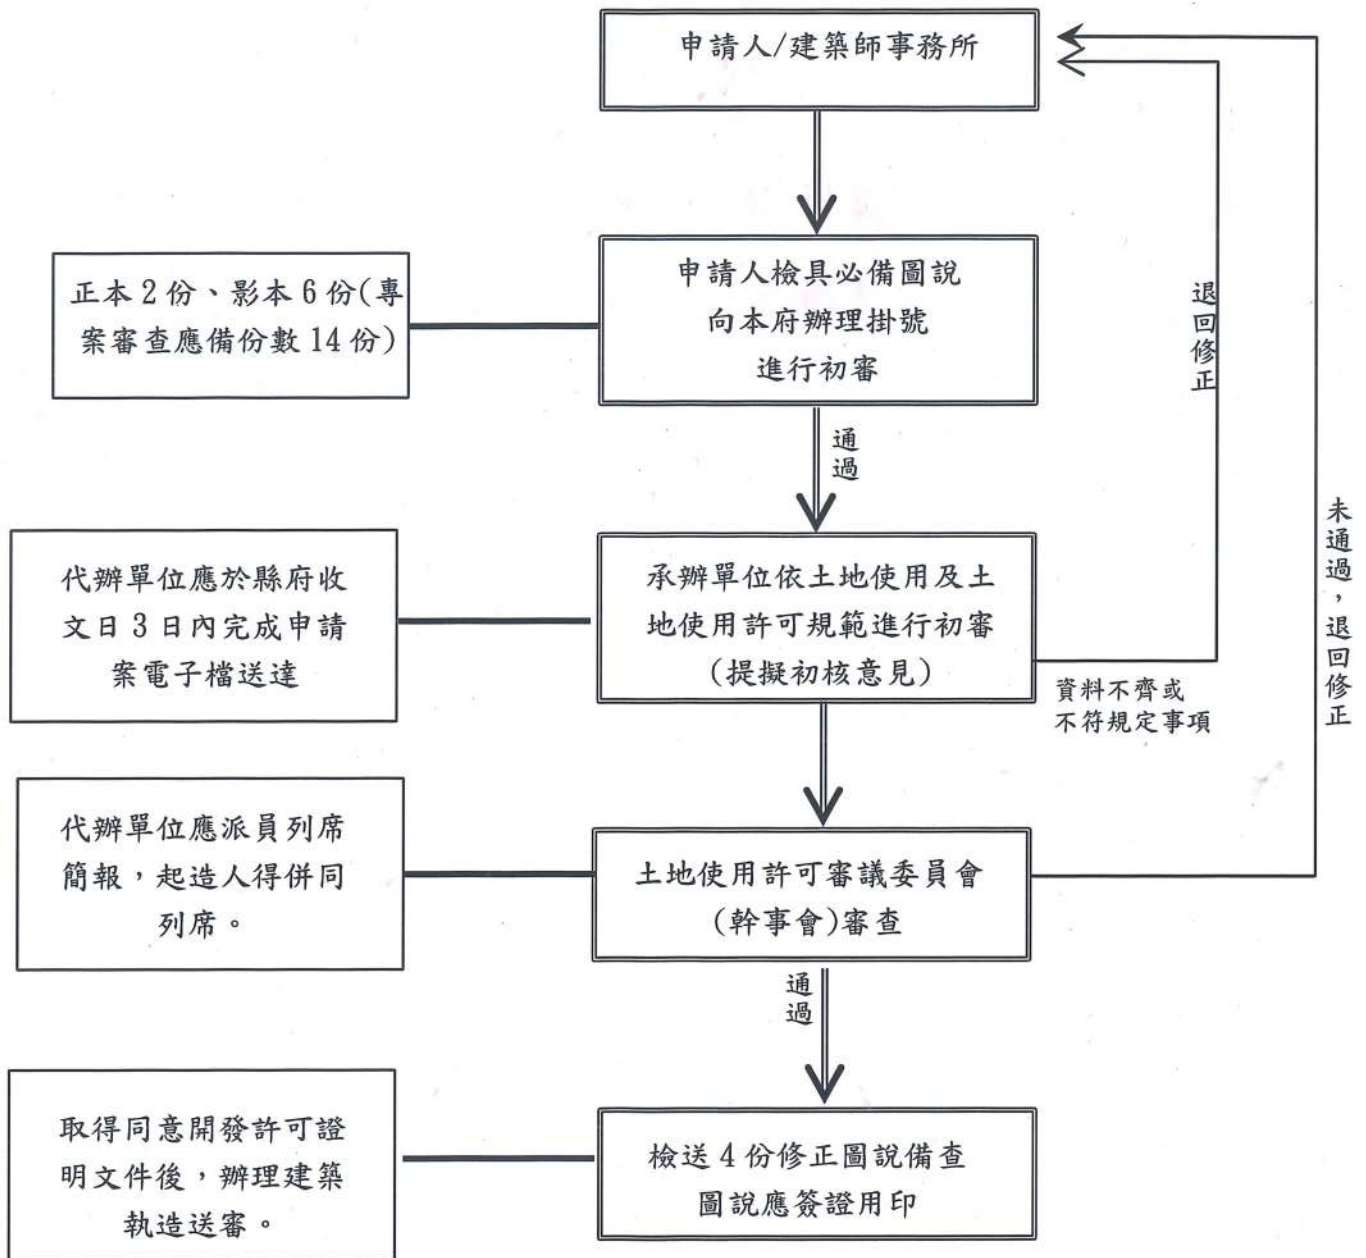 申請人/建築師事務所
正本2份、影本6份(專
案審查應備份數14份)
申請人檢具必備圖說
向本府辦理掛號
進行初審
退回修正
通過
代辦單位應於縣府收
文日3日內完成申請
案電子檔送達
承辦單位依土地使用及土
地使用許可規範進行初審
(提擬初核意見)
資料不齊或
不符規定事項
未通過，退回修正
代辦單位應派員列席
簡報，起造人得併同
列席。
土地使用許可審議委員會
(幹事會)審查
通過
取得同意開發許可證
明文件後，辦理建築
執造送審。
檢送4份修正圖說備查
圖說應簽證用印